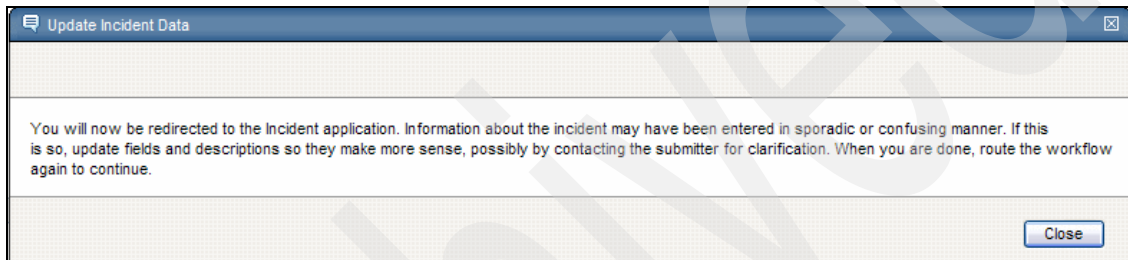 Update Incident Data
You will now be redirected to the Incident application. Information about the incident may have been entered in sporadic or confusing manner. If this
is so, update fields and descriptions so they make more sense, possibly by contacting the submitter for clarification. When you are done, route the workflow
again to continue.
Close